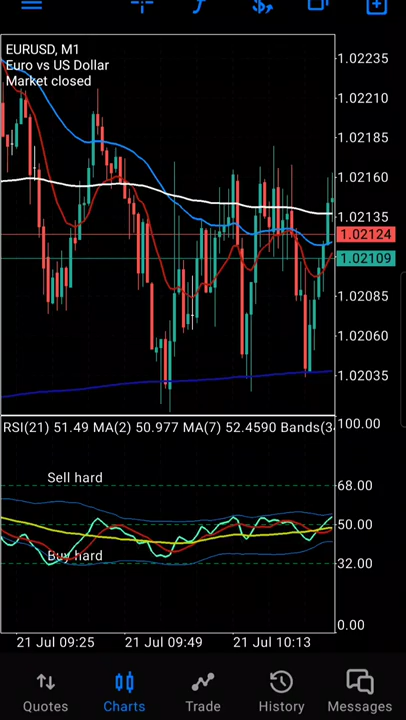 EURUSD, M1
Euro vs US Dollar
Market closed
1.02235
1.02210
1.02185
1.02160
1.02135
1.02124
1.02109
1.02085
1.02060
1.02035
100.00
RSI(21) 51.49 MA(2) 50.977 MA(7) 52.4590 Bands(3
Sell hard
68.00
50.00
Buy hard
32.00
0.00
21 Jul 09:25
21 Jul 09:49
21 Jul 10:13
Quotes
Charts
Trade
History
Messages